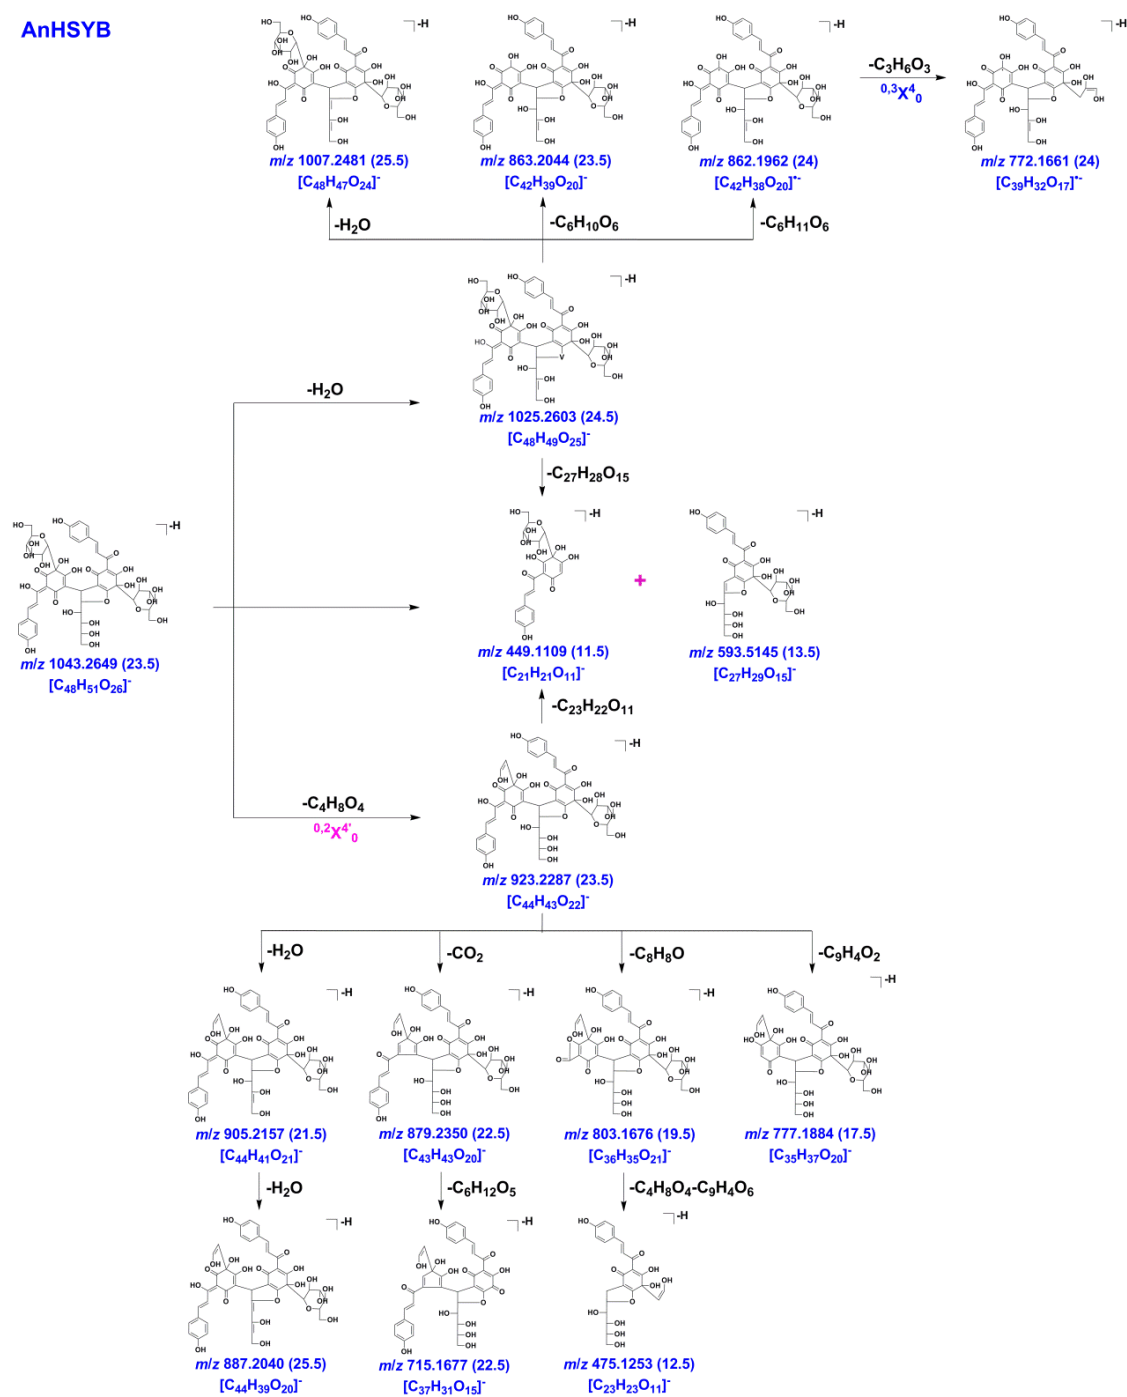 AnHSYB
m/z 1007.2481 (25.5)
[C48H47O24]-
m/z 863.2044 (23.5)
[C42H39O20]-
m/z 862.1962 (24)
[C42H38O20]•-
-C3H6O3
0,3X40
m/z 772.1661 (24)
[C39H32O17]•-
-H2O
-C6H10O6
-C6H11O6
m/z 1025.2603 (24.5)
[C48H49O25]-
-H2O
-C27H28O15
m/z 1043.2649 (23.5)
[C48H51O26]-
m/z 449.1109 (11.5)
[C21H21O11]-
+
m/z 593.5145 (13.5)
[C27H29O15]-
-C23H22O11
-C4H8O4
0,2X4'0
m/z 923.2287 (23.5)
[C44H43O22]-
-H2O
-CO2
-C8H8O
-C9H4O2
m/z 905.2157 (21.5)
[C44H41O21]-
m/z 879.2350 (22.5)
[C43H43O20]-
m/z 803.1676 (19.5)
[C36H35O21]-
m/z 777.1884 (17.5)
[C35H37O20]-
-H2O
-C6H12O5
-C4H8O4-C9H4O6
m/z 887.2040 (25.5)
[C44H39O20]-
m/z 715.1677 (22.5)
[C37H31O15]-
m/z 475.1253 (12.5)
[C23H23O11]-